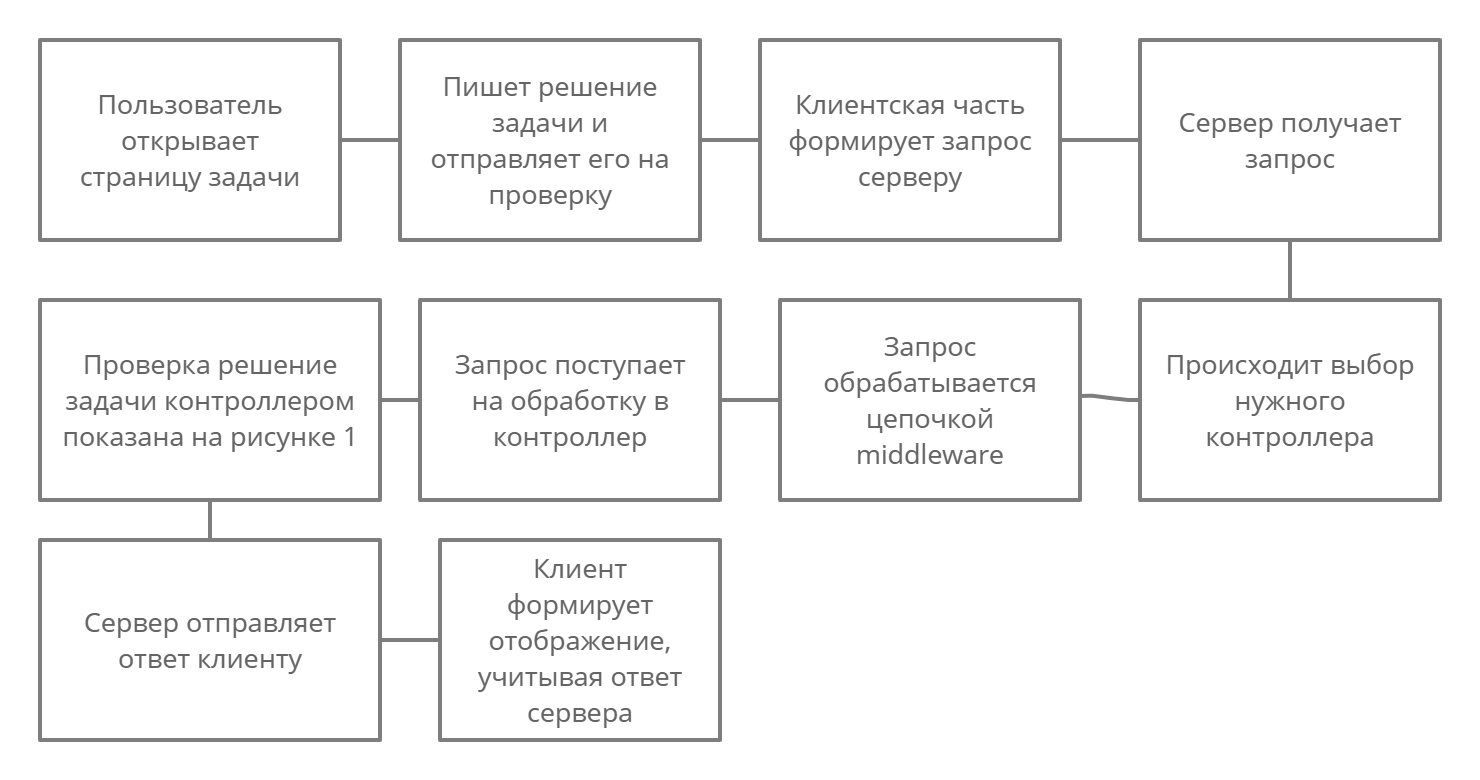 Пользователь
открывает
страницу задачи
Пишет решение
задачи и
отправляет его на
проверку
Клиентская часть
формирует запрос
серверу
Сервер получает
запрос
Проверка решение
задачи контроллером
показана на рисунке 1
Запрос поступает
на обработку в
контроллер
Запрос
обрабатывается
цепочкой
middleware
Происходит выбор
нужного
контроллера
Сервер отправляет
ответ клиенту
Клиент
формирует
отображение,
учитывая ответ
сервера